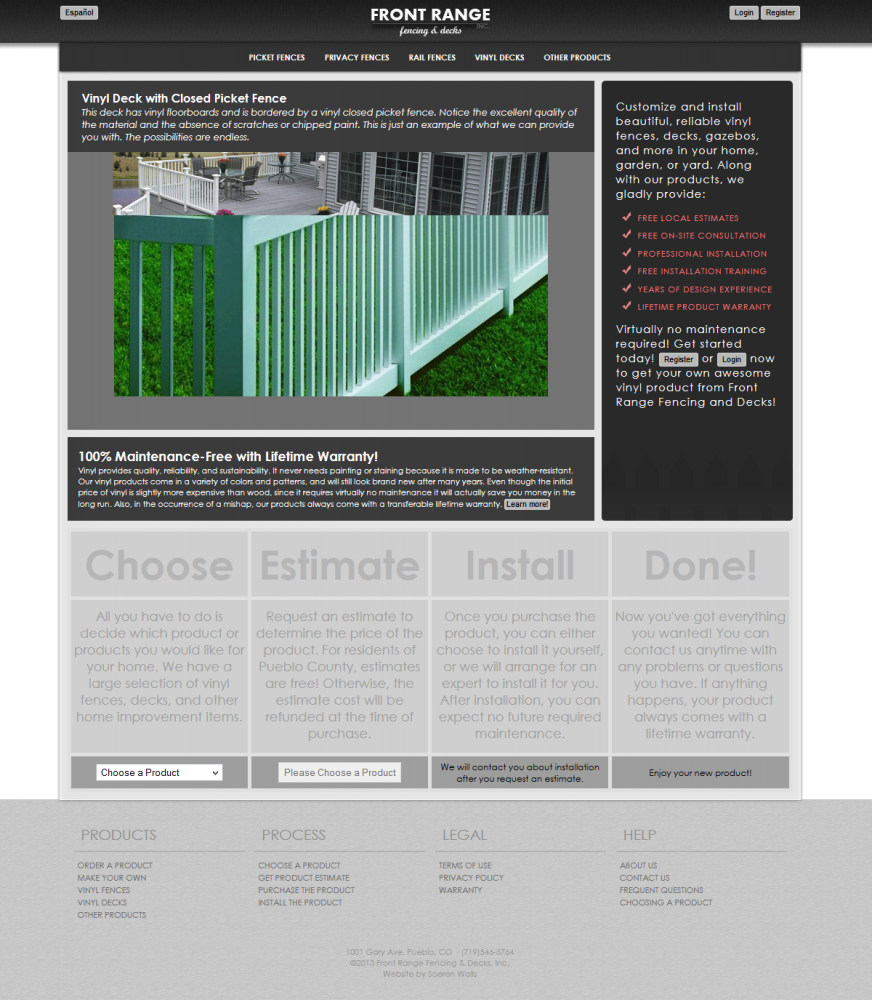 Español
FRONT RANGE
fencing & decks INC.
Login Register
PICKET FENCES PRIVACY FENCES RAIL FENCES VINYL DECKS OTHER PRODUCTS
Vinyl Deck with Closed Picket Fence
This deck has vinyl floorboards and is bordered by a vinyl closed picket fence. Notice the excellent quality of
the material and the absence of scratches or chipped paint. This is just an example of what we can provide
you with. The possibilities are endless.
Customize and install
beautiful, reliable vinyl
fences, decks, gazebos,
and more in your home,
garden, or yard. Along
with our products, we
gladly provide:
FREE LOCAL ESTIMATES
FREE ON-SITE CONSULTATION
PROFESSIONAL INSTALLATION
FREE INSTALLATION TRAINING
YEARS OF DESIGN EXPERIENCE
LIFETIME PRODUCT WARRANTY
Virtually no maintenance
required! Get started
today! Register or Login now
to get your own awesome
vinyl product from Front
Range Fencing and Decks!
100% Maintenance-Free with Lifetime Warranty!
Vinyl provides quality, reliability, and sustainability. It never needs painting or staining because it is made to be weather-resistant.
Our vinyl products come in a variety of colors and patterns, and will still look brand new after many years. Even though the initial
price of vinyl is slightly more expensive than wood, since it requires virtually no maintenance it will actually save you money in the
long run. Also, in the occurrence of a mishap, our products always come with a transferable lifetime warranty. Learn more!
Choose
All you have to do is
decide which product or
products you would like for
your home. We have a
large selection of vinyl
fences, decks, and other
home improvement items.
Choose a Product
Estimate
Request an estimate to
determine the price of the
product. For residents of
Pueblo County, estimates
are free! Otherwise, the
estimate cost will be
refunded at the time of
purchase.
Please Choose a Product
Install
Once you purchase the
product, you can either
choose to install it yourself,
or we will arrange for an
expert to install it for you.
After installation, you can
expect no future required
maintenance.
We will contact you about installation
after you request an estimate.
Done!
Now you've got everything
you wanted! You can
contact us anytime with
any problems or questions
you have. If anything
happens, your product
always comes with a
lifetime warranty.
Enjoy your new product!
PRODUCTS
ORDER A PRODUCT
MAKE YOUR OWN
VINYL FENCES
VINYL DECKS
OTHER PRODUCTS
PROCESS
CHOOSE A PRODUCT
GET PRODUCT ESTIMATE
PURCHASE THE PRODUCT
INSTALL THE PRODUCT
LEGAL
TERMS OF USE
PRIVACY POLICY
WARRANTY
HELP
ABOUT US
CONTACT US
FREQUENT QUESTIONS
CHOOSING A PRODUCT
1001 Gary Ave. Pueblo, CO (719)546-3764
©2013 Front Range Fencing & Decks, Inc.
Website by Soeren Walls